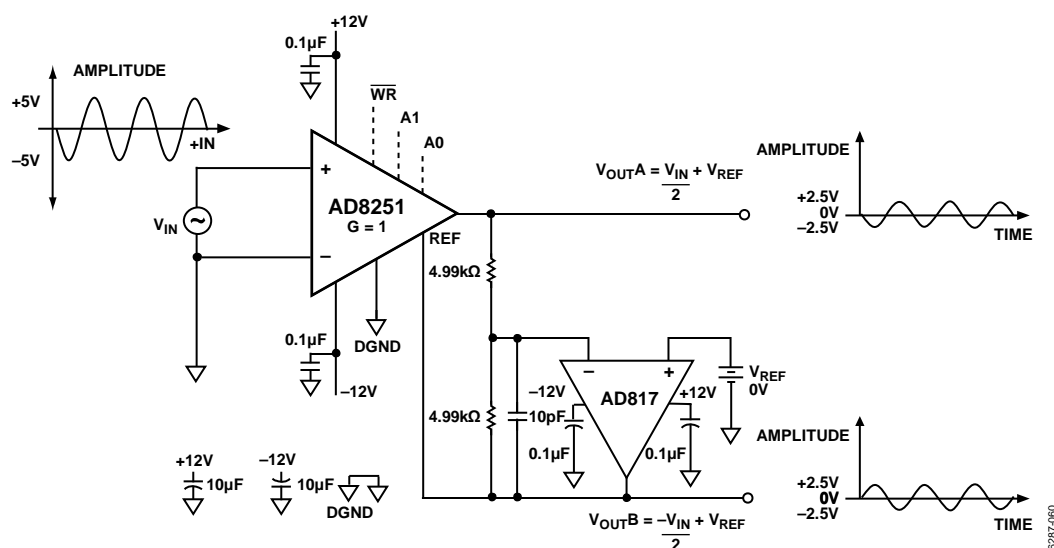 +12V
0.1µF
AMPLITUDE
+5V
–5V
+IN
WR
A1
A0
+
AD8251
G = 1
–
REF
VIN
VOUTA = VIN + VREF
2
AMPLITUDE
+2.5V
0V
–2.5V
TIME
4.99kΩ
0.1µF
DGND
–12V
–
+
AD817
VREF
0V
4.99kΩ
–12V
10pF
+12V
0.1µF
0.1µF
AMPLITUDE
+12V
10µF
–12V
10µF
DGND
+2.5V
0V
–2.5V
TIME
VOUTB = –VIN + VREF
2
6287-060